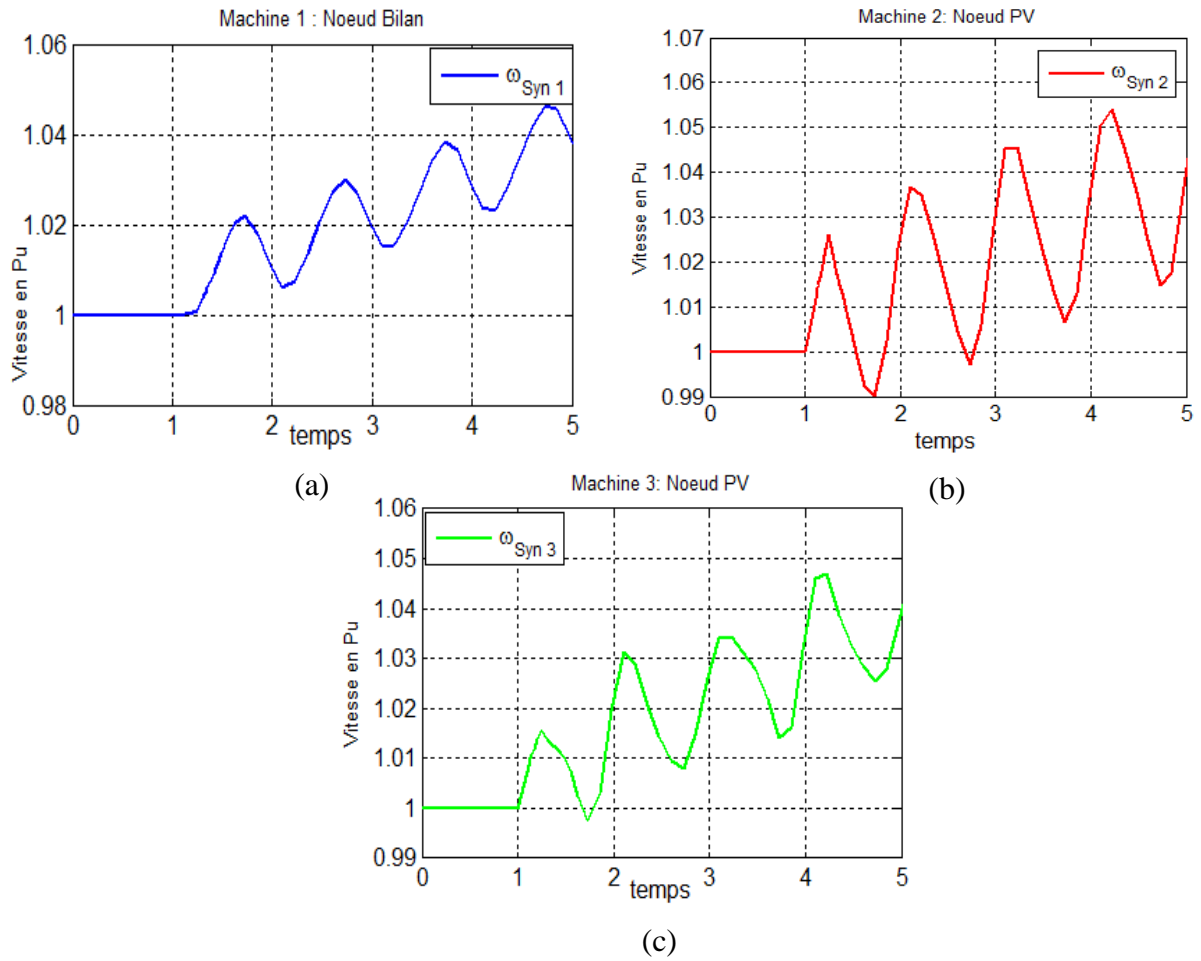 Machine 1 : Noeud Bilan
1.06
1.04
1.02
1
0.98
Vitesse en Pu
ω Syn 1
0 1 2 3 4 5
temps
(a)
Machine 2: Noeud PV
1.07
1.06
1.05
1.04
1.03
1.02
1.01
1
0.99
Vitesse en Pu
ω Syn 2
0 1 2 3 4 5
temps
(b)
Machine 3: Noeud PV
1.06
1.05
1.04
1.03
1.02
1.01
1
0.99
Vitesse en Pu
ω Syn 3
0 1 2 3 4 5
temps
(c)